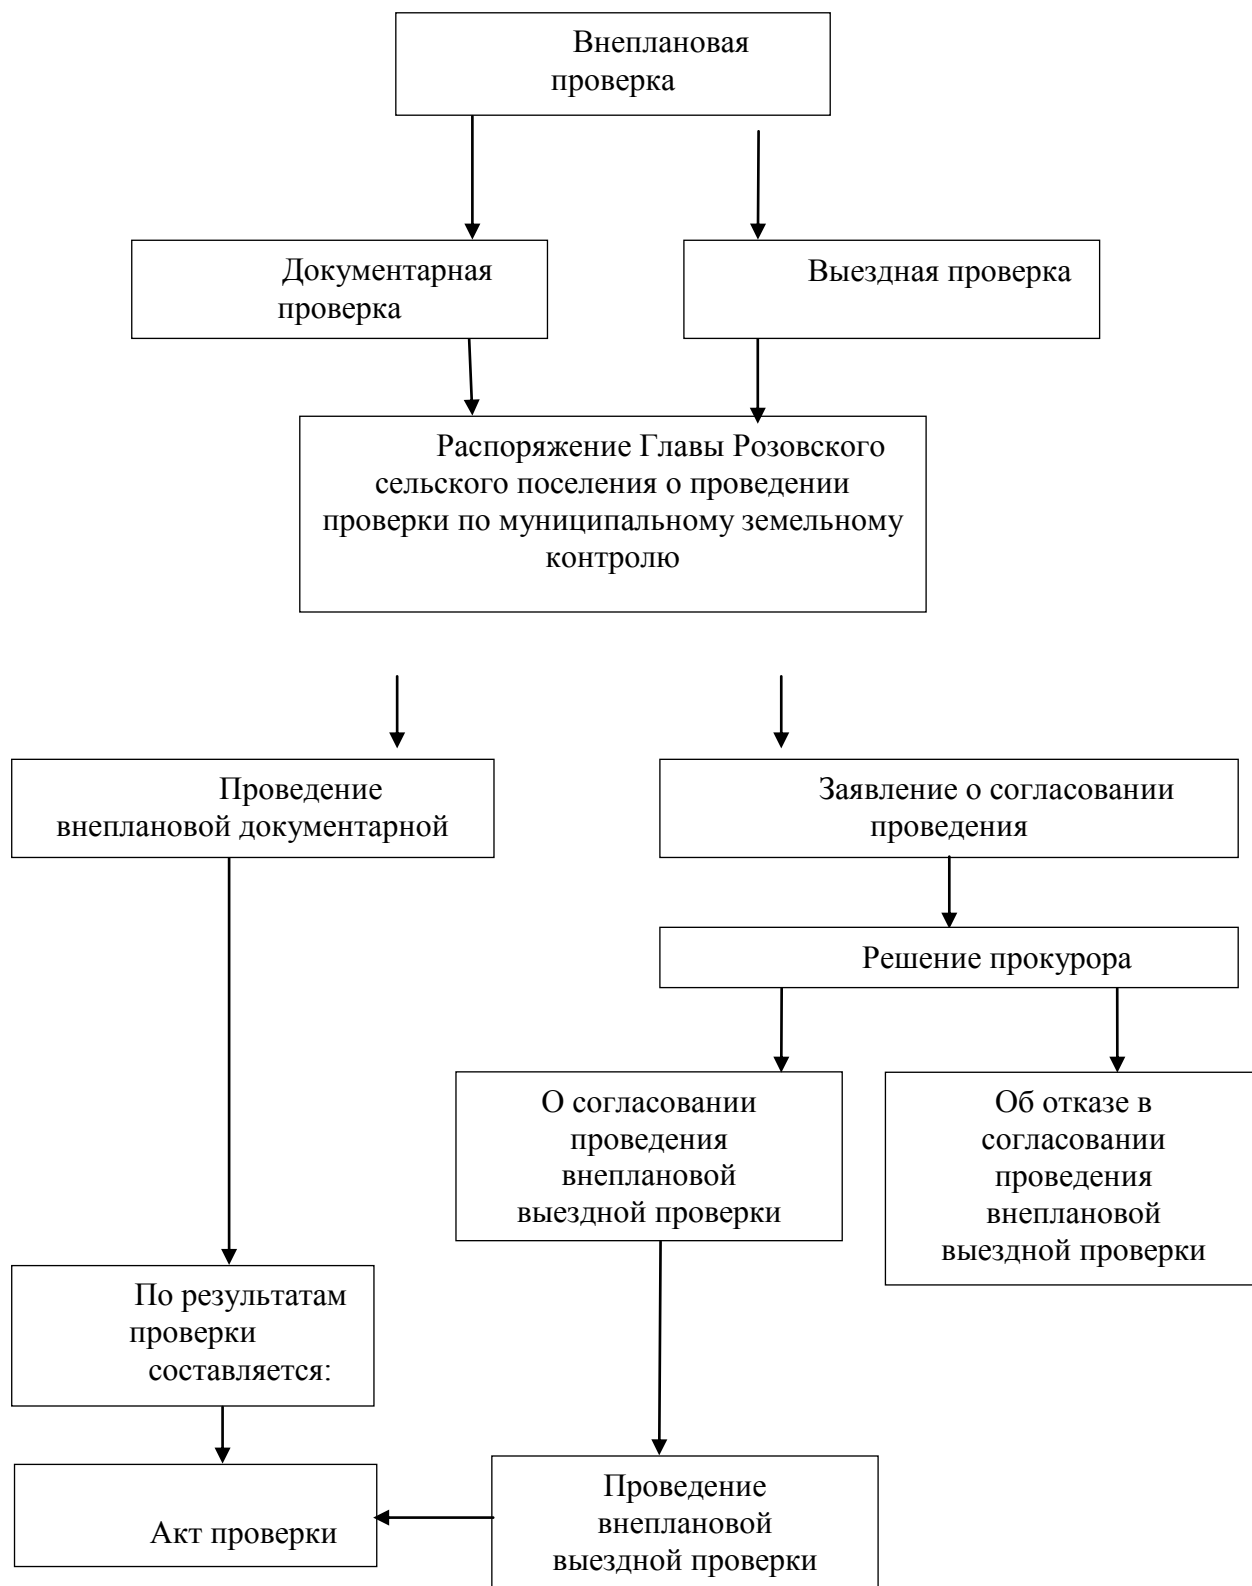 Внеплановая
проверка
Документарная
проверка
Выездная проверка
Распоряжение Главы Розовского
сельского поселения о проведении
проверки по муниципальному земельному
контролю
Проведение
внеплановой документарной
Заявление о согласовании
проведения
Решение прокурора
О согласовании
проведения
внеплановой
выездной проверки
Об отказе в
согласовании
проведения
внеплановой
выездной проверки
По результатам
проверки
составляется:
Акт проверки
Проведение
внеплановой
выездной проверки